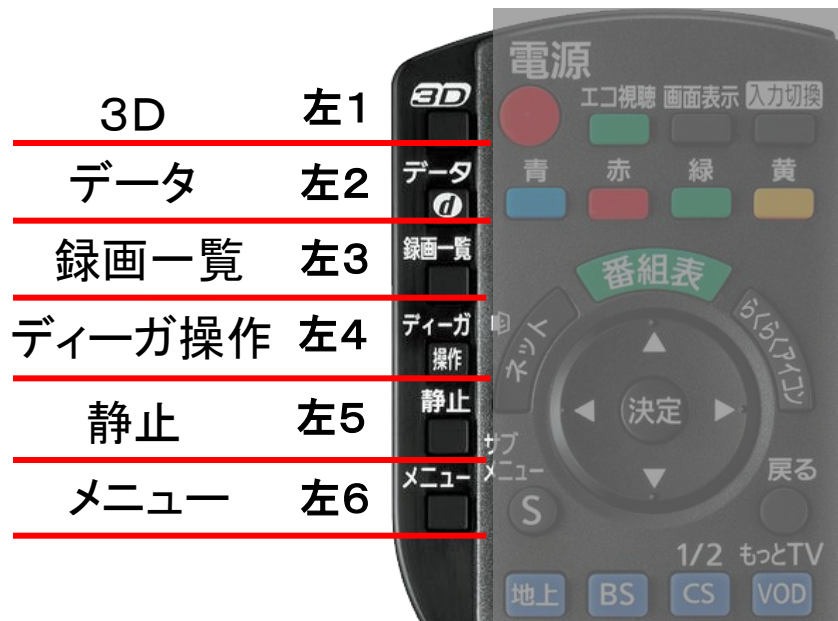 電源
3D 左1 3D
エコ視聴 画面表示 入力切換
データ 左2 データ
d
青 赤 緑 黄
録画一覧 左3 録画一覧
番組表
ディーガ操作 左4 ディーガ
操作
ネット らくらくアイコン
決定
静止 左5 静止
サブ
メニュー
メニュー 左6 メニュー
S
戻る
1/2 もっとTV
地上 BS CS VOD